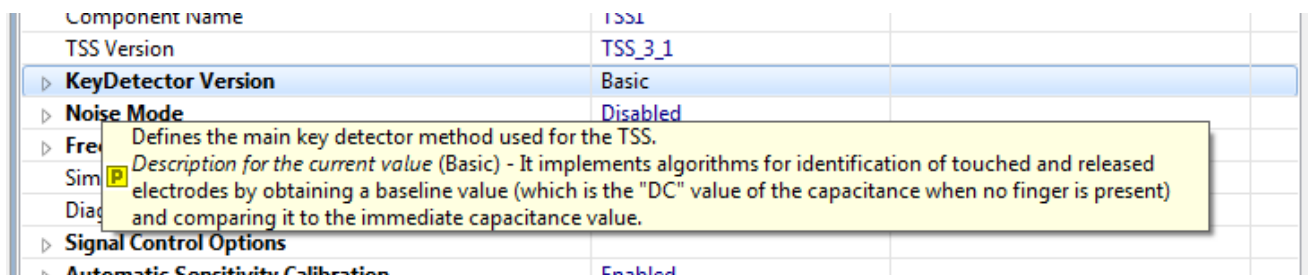 Component Name TSS1
TSS Version TSS_3_1
KeyDetector Version Basic
Noise Mode Disabled
Defines the main key detector method used for the TSS.
Description for the current value (Basic) - It implements algorithms for identification of touched and released
P
electrodes by obtaining a baseline value (which is the "DC" value of the capacitance when no finger is present)
and comparing it to the immediate capacitance value.
Signal Control Options
Automatic Sensitivity Calibration Enabled